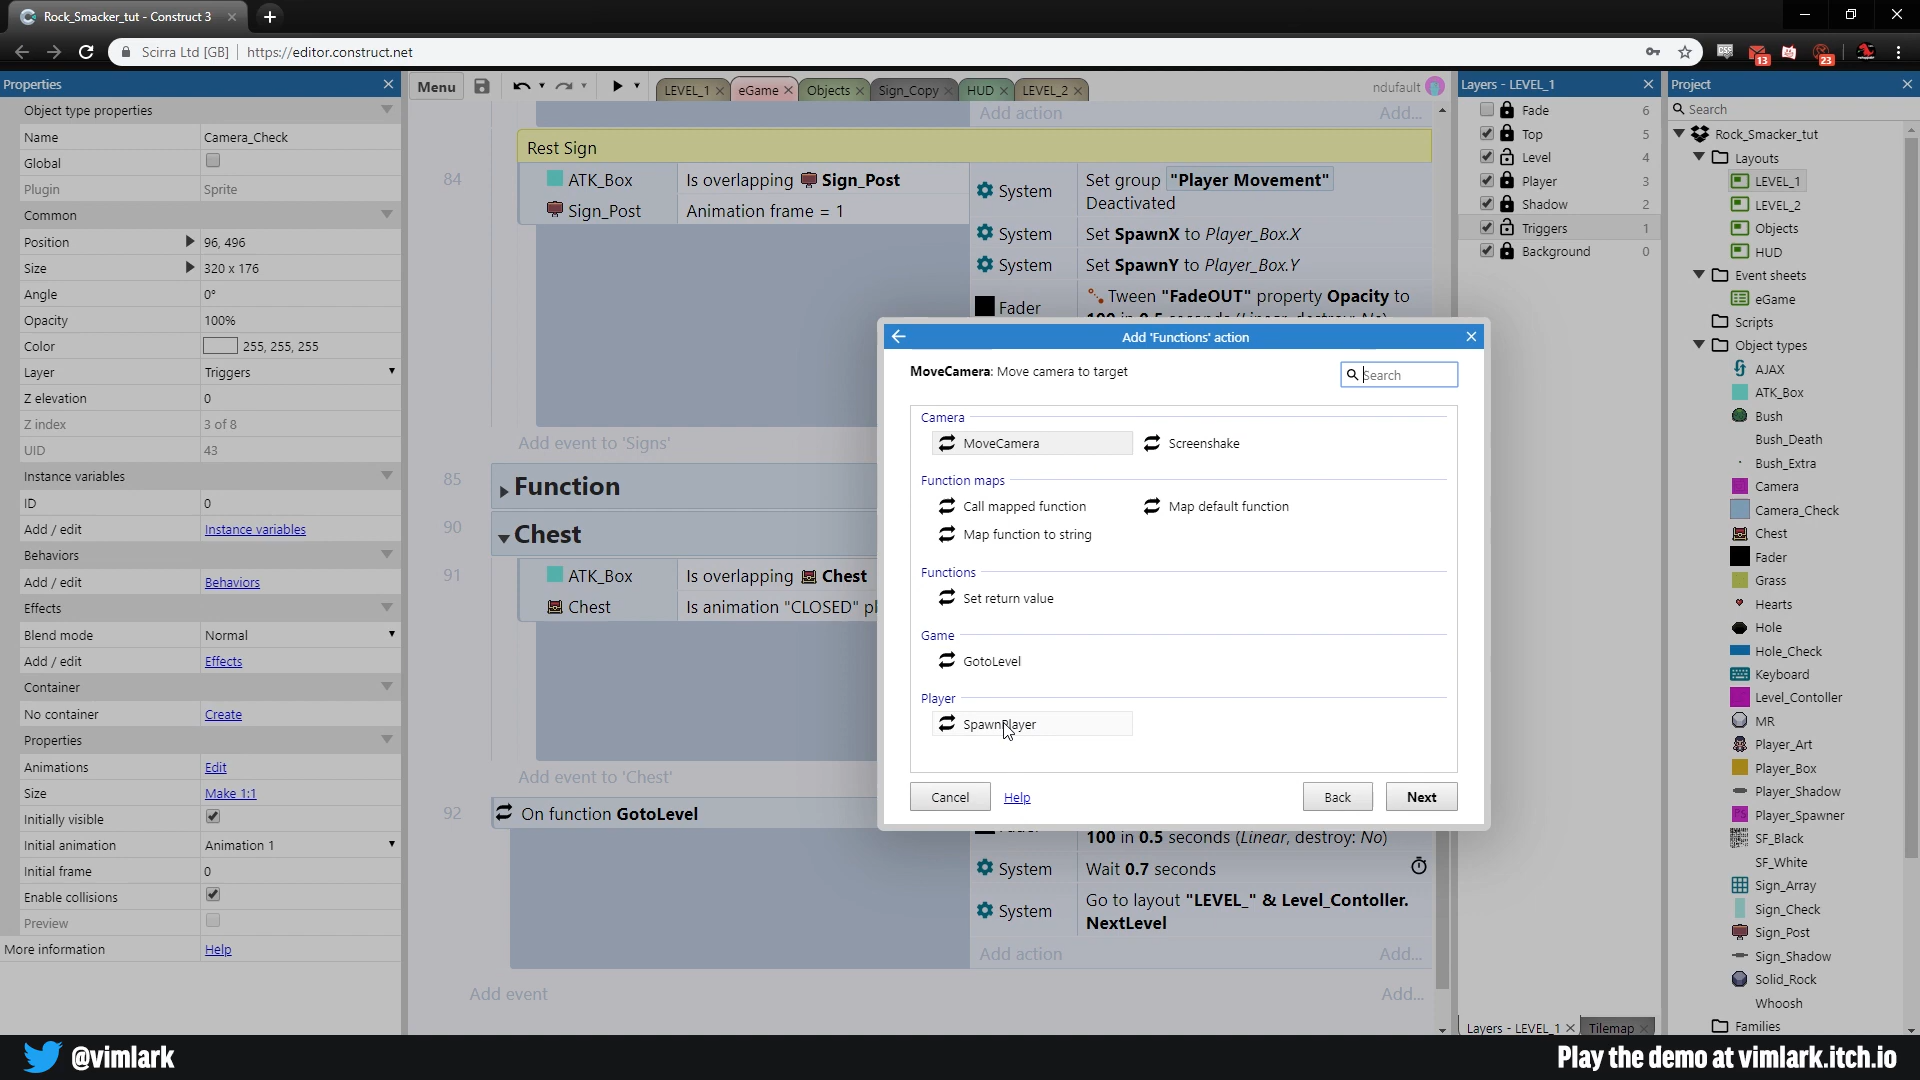 Rock_Smacker_tut - Construct 3
Scirra Ltd [GB] https://editor.construct.net
13
23
Properties
Object type properties
Name Camera_Check
Global
Plugin Sprite
Common
Position 96, 496
Size 320 x 176
Angle 0°
Opacity 100%
Color 255, 255, 255
Layer Triggers
Z elevation 0
Z index 3 of 8
UID 43
Instance variables
ID 0
Add / edit Instance variables
Behaviors
Add / edit Behaviors
Effects
Blend mode Normal
Add / edit Effects
Container
No container Create
Properties
Animations Edit
Size Make 1:1
Initially visible
Initial animation Animation 1
Initial frame 0
Enable collisions
Preview
More information Help
Menu
LEVEL_1
eGame
Objects
Sign_Copy
HUD
LEVEL_2
ndufault
Add action Add...
Rest Sign
84
ATK_Box Is overlapping Sign_Post
Sign_Post Animation frame = 1
System Set group "Player Movement"
Deactivated
System Set SpawnX to Player_Box.X
System Set SpawnY to Player_Box.Y
Fader Tween "FadeOUT" property Opacity to
Add event to 'Signs'
85 Function
90 Chest
91
ATK_Box Is overlapping Chest
Chest Is animation "CLOSED" pl
Add event to 'Chest'
92 On function GotoLevel
100 in 0.5 seconds (Linear, destroy: No)
System Wait 0.7 seconds
System Go to layout "LEVEL_" & Level_Contoller.
NextLevel
Add action Add...
Add event Add...
Add 'Functions' action
MoveCamera: Move camera to target
Search
Camera
MoveCamera Screenshake
Function maps
Call mapped function Map default function
Map function to string
Functions
Set return value
Game
GotoLevel
Player
SpawnPlayer
Cancel Help Back Next
Layers - LEVEL_1
Fade 6
Top 5
Level 4
Player 3
Shadow 2
Triggers 1
Background 0
Layers - LEVEL_1 Tilemap
Project
Search
Rock_Smacker_tut
Layouts
LEVEL_1
LEVEL_2
Objects
HUD
Event sheets
eGame
Scripts
Object types
AJAX
ATK_Box
Bush
Bush_Death
Bush_Extra
Camera
Camera_Check
Chest
Fader
Grass
Hearts
Hole
Hole_Check
Keyboard
Level_Contoller
MR
Player_Art
Player_Box
Player_Shadow
Player_Spawner
SF_Black
SF_White
Sign_Array
Sign_Check
Sign_Post
Sign_Shadow
Solid_Rock
Whoosh
Families
@vimlark
Play the demo at vimlark.itch.io